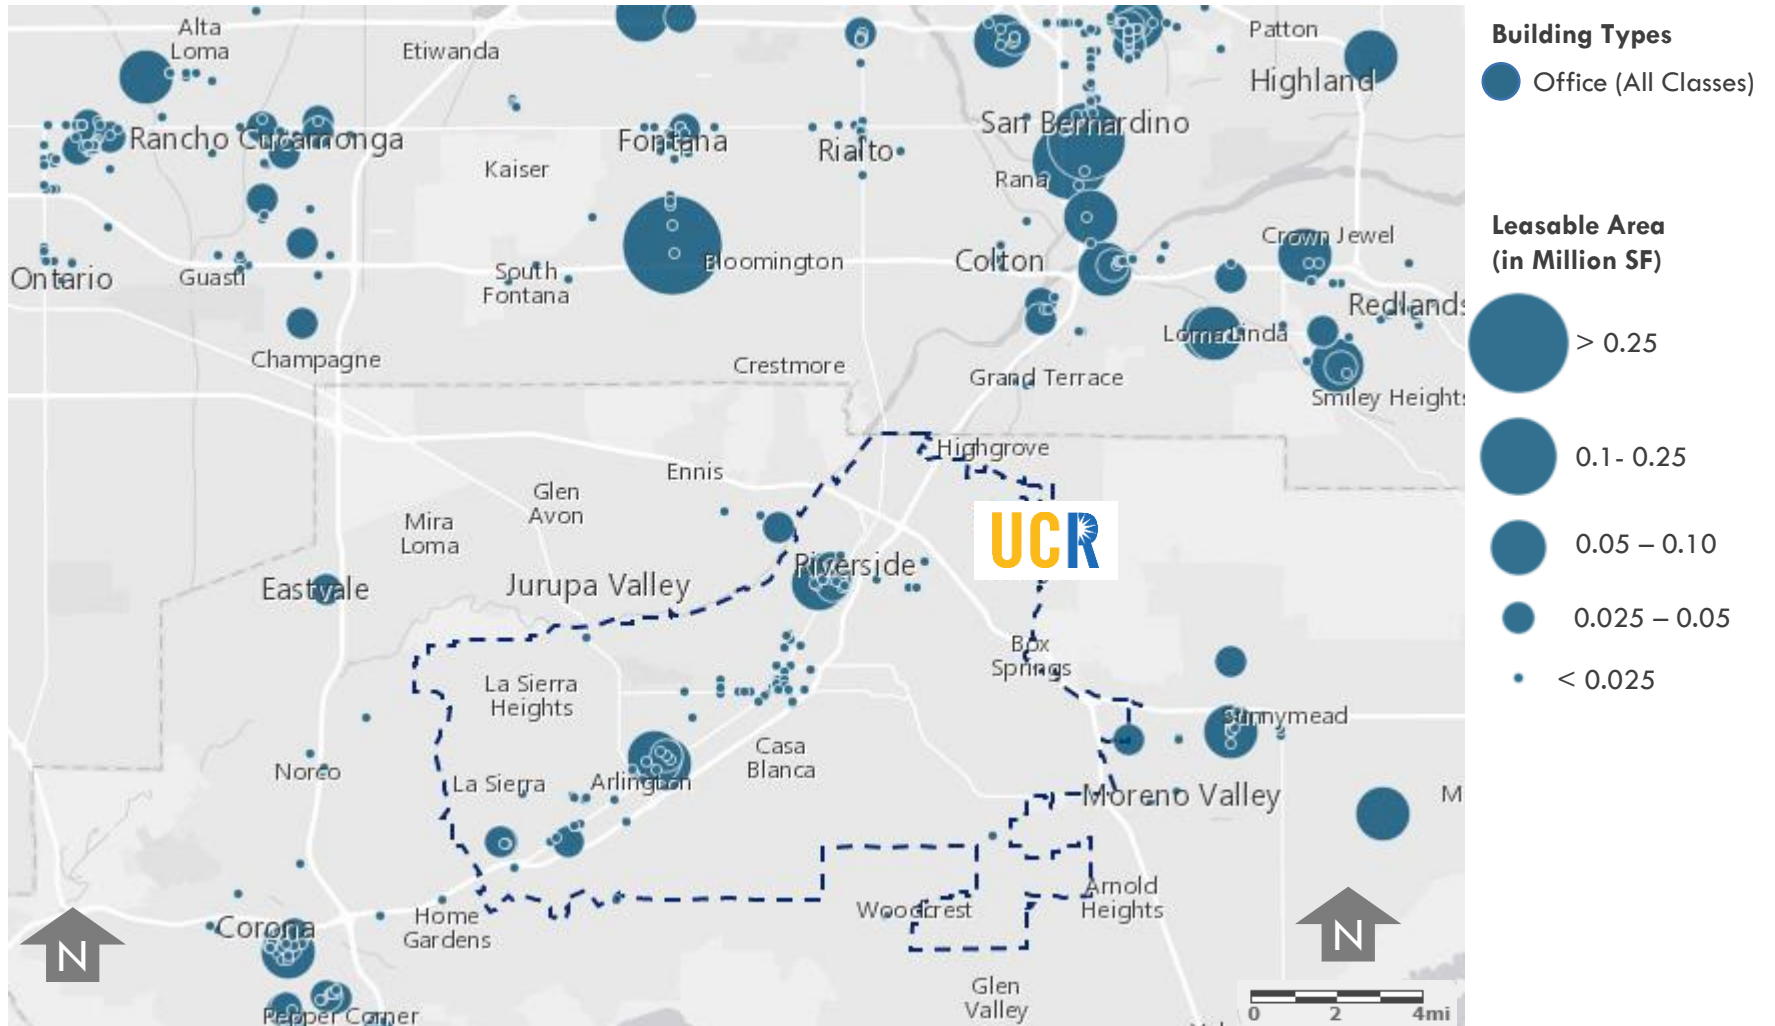 Alta
Loma
Etiwanda
Patton
Highland
Rancho Cucamonga
Fontana
Rialto
San Bernardino
Kaiser
Rana
Ontario
Guasti
South
Fontana
Bloomington
Colton
Crown Jewel
Redlands
Loma Linda
Champagne
Crestmore
Grand Terrace
Smiley Heights
Highgrove
Ennis
Glen
Avon
Mira
Loma
UCR
Riverside
Eastvale
Jurupa Valley
Box
Springs
La Sierra
Heights
Sunnymead
Casa
Blanca
Norco
La Sierra
Arlington
Moreno Valley
M
Arnold
Heights
Woodcrest
Corona
Home
Gardens
Glen
Valley
Pepper Corner
N
N
0 2 4mi
Building Types
Office (All Classes)
Leasable Area
(in Million SF)
> 0.25
0.1- 0.25
0.05 – 0.10
0.025 – 0.05
< 0.025